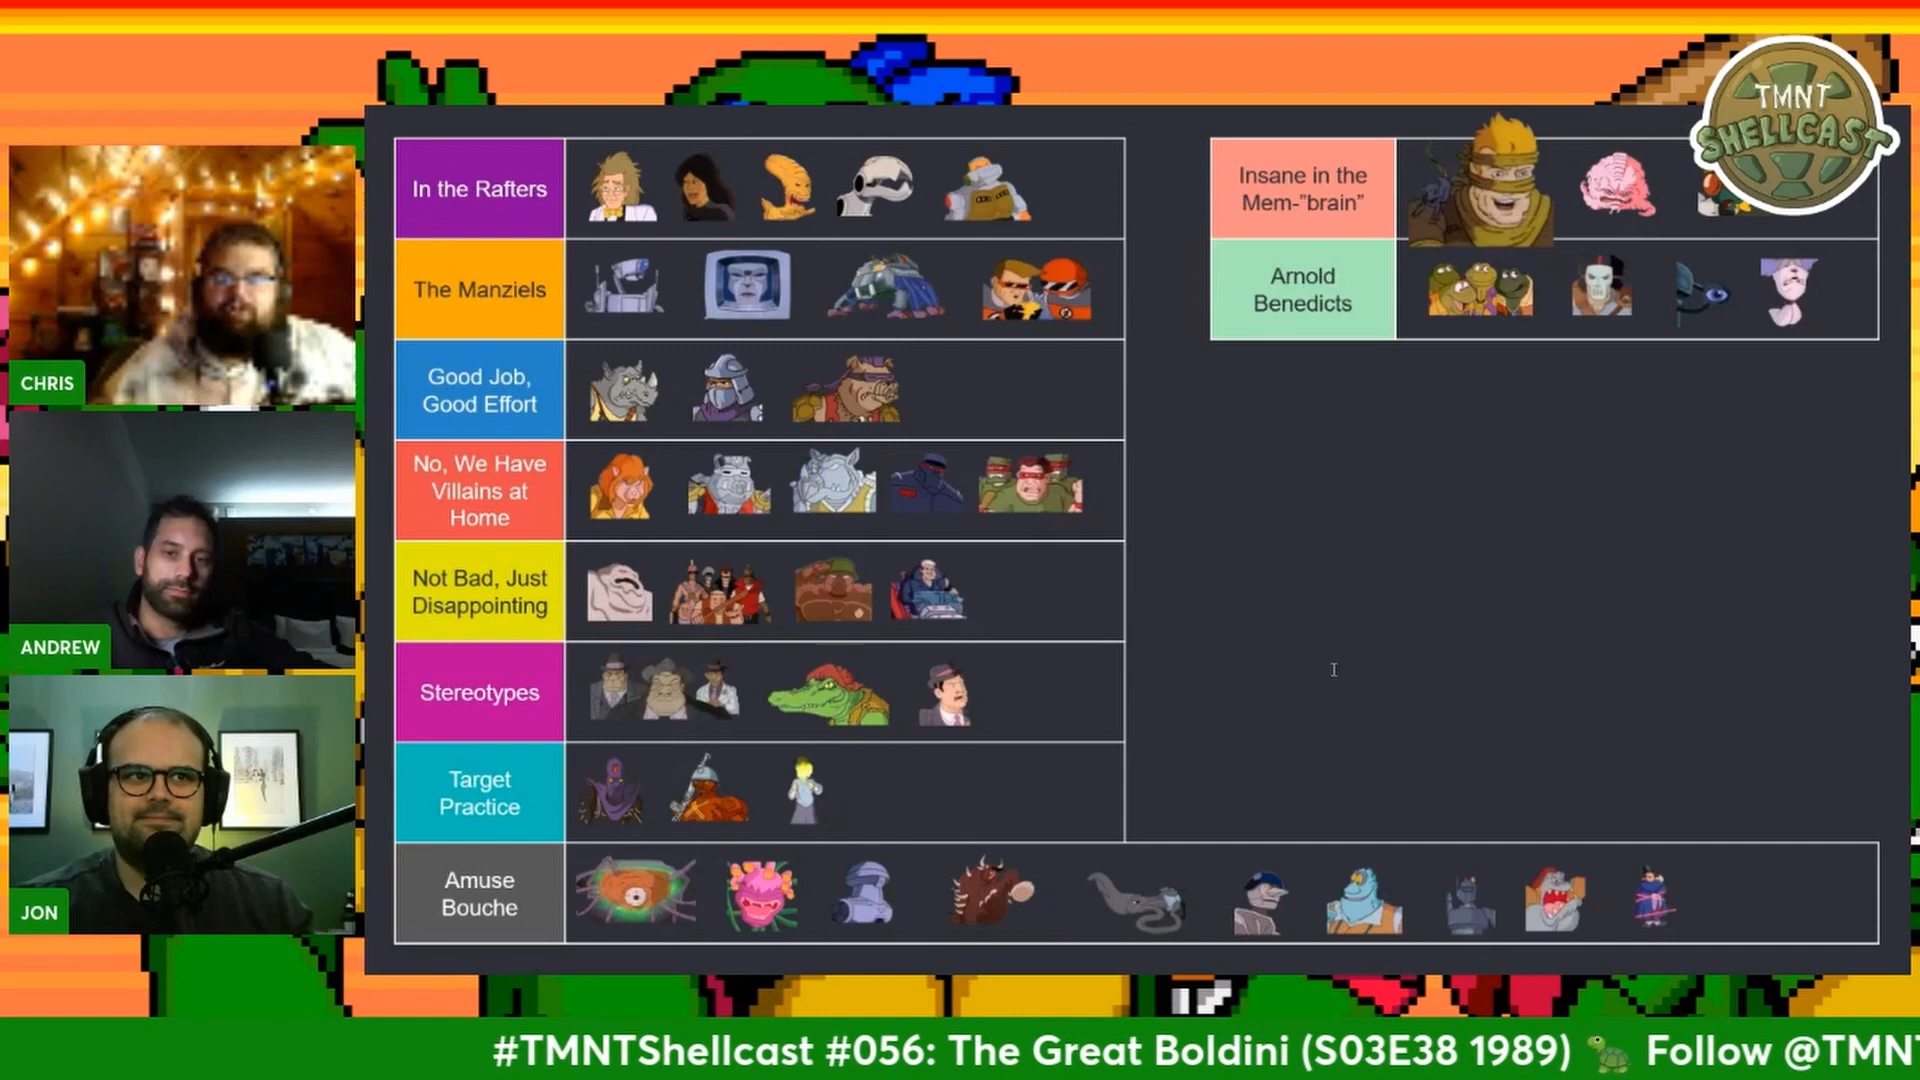 TMNT
SHELLCAST
In the Rafters
The Manziels
Good Job,
Good Effort
No, We Have
Villains at
Home
Not Bad, Just
Disappointing
Stereotypes
Target
Practice
Amuse
Bouche
Insane in the
Mem-"brain"
Arnold
Benedicts
CHRIS
ANDREW
JON
#TMNTShellcast #056: The Great Boldini (S03E38 1989) Follow @TMNT